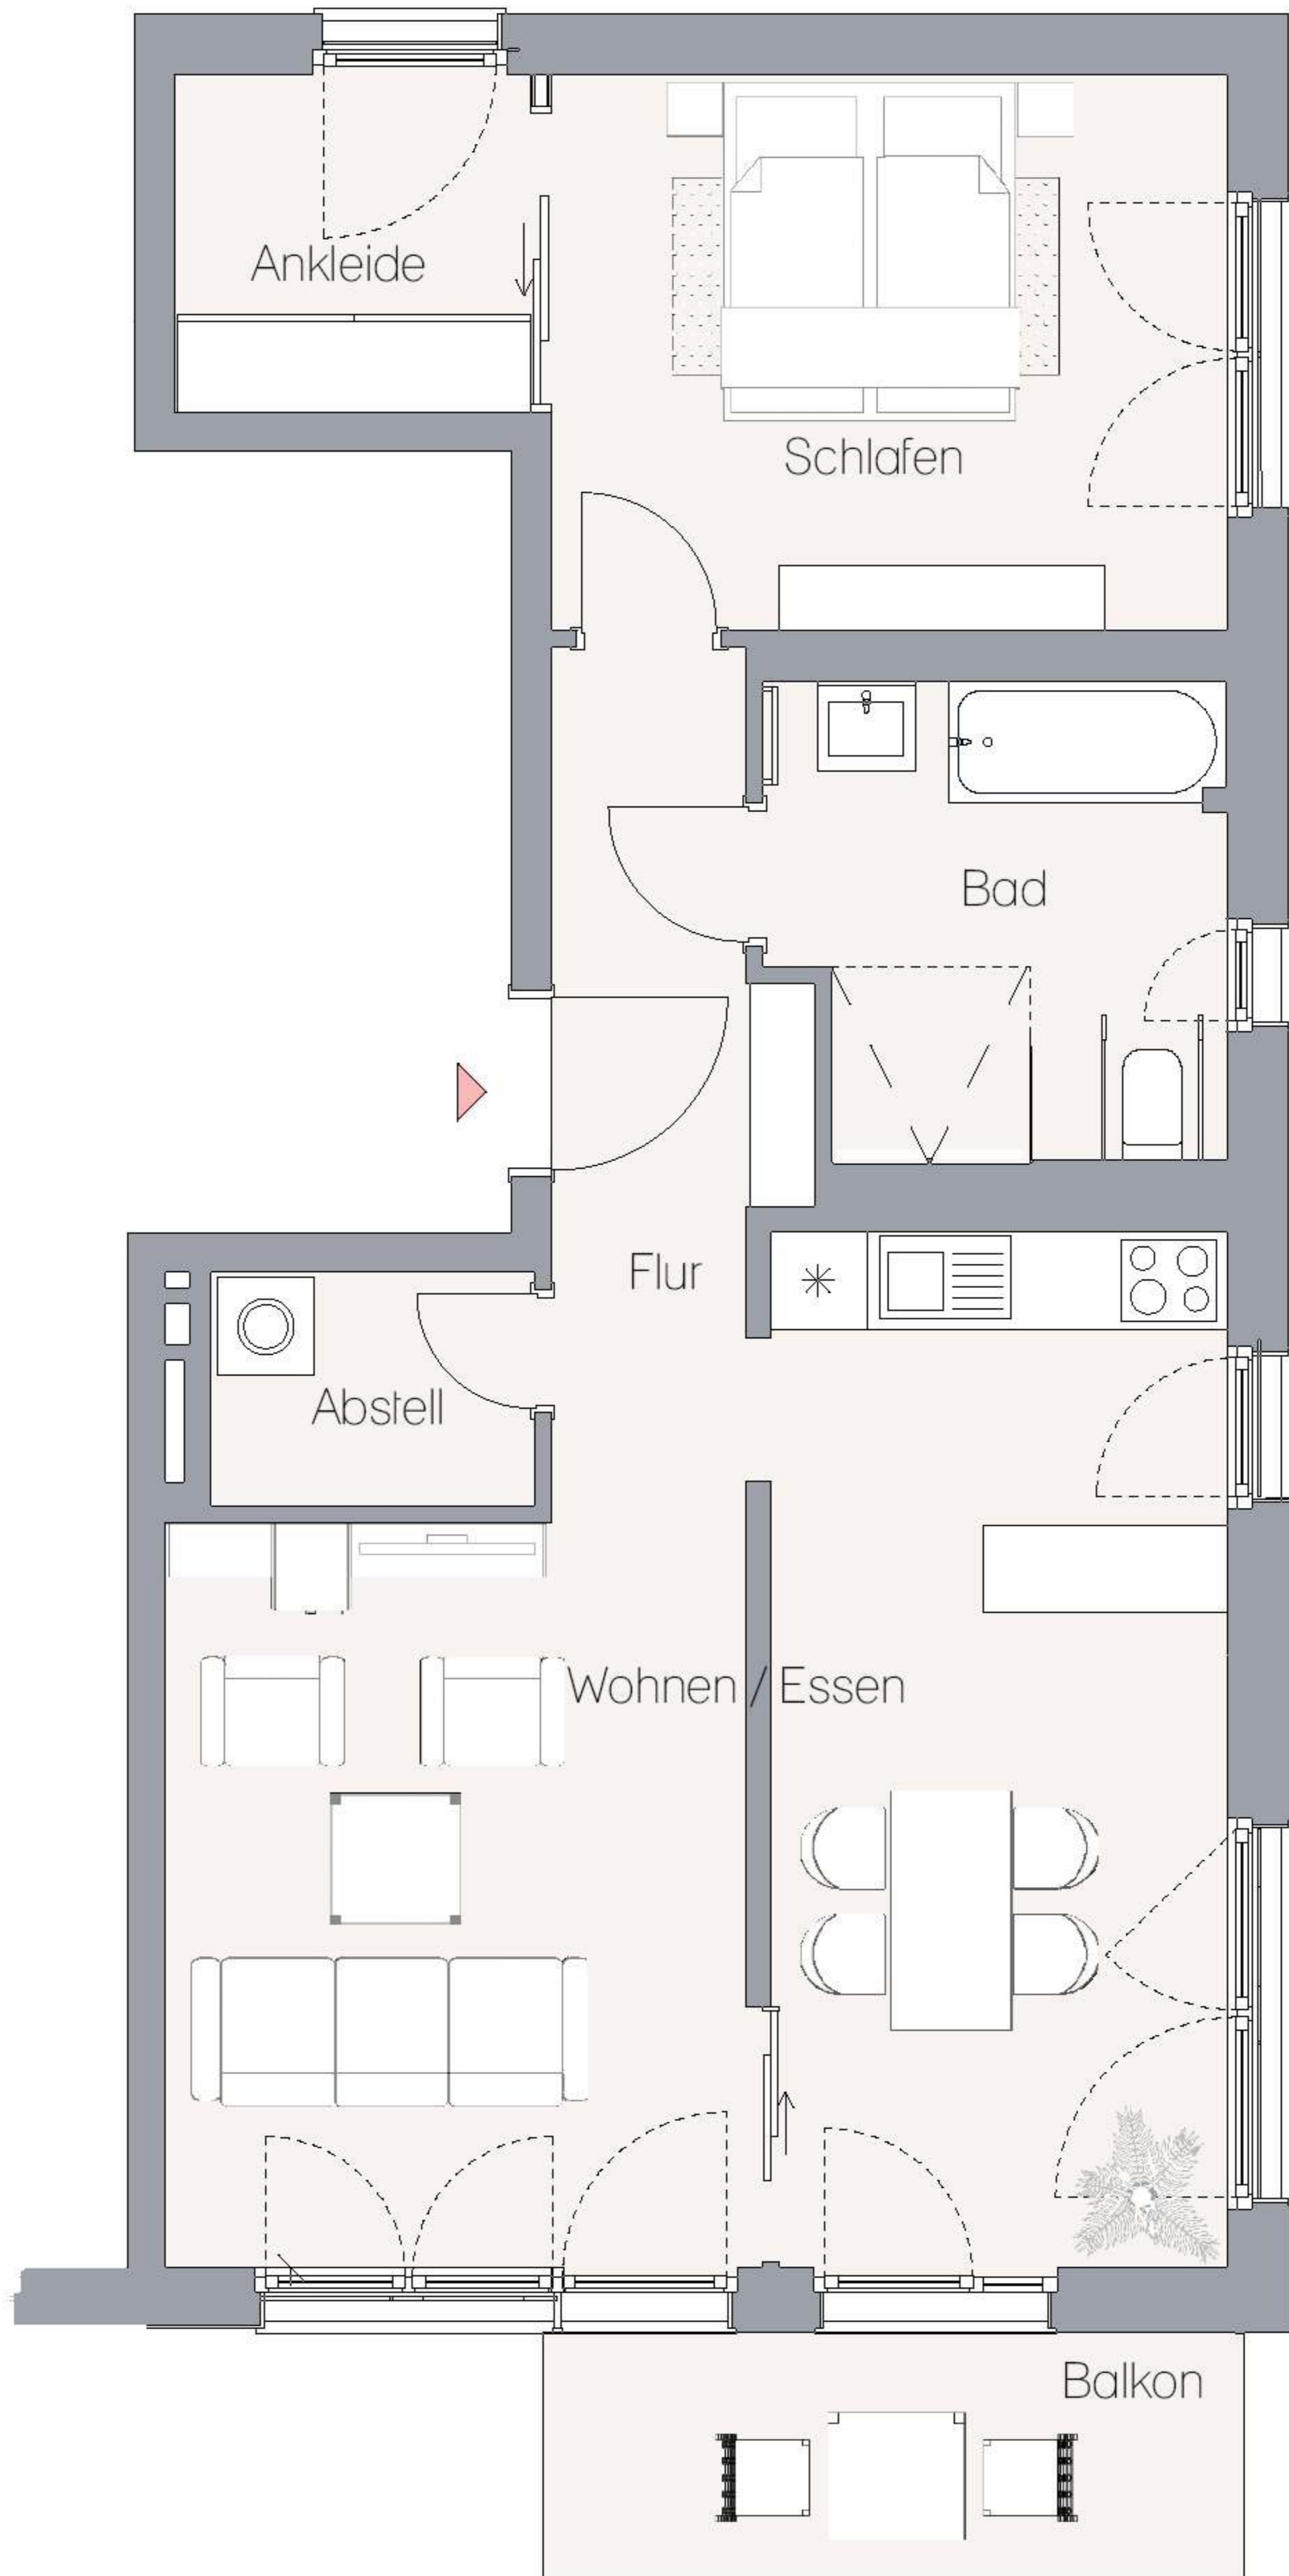 Ankleide
Schlafen
Bad
Flur
Abstell
Wohnen / Essen
Balkon